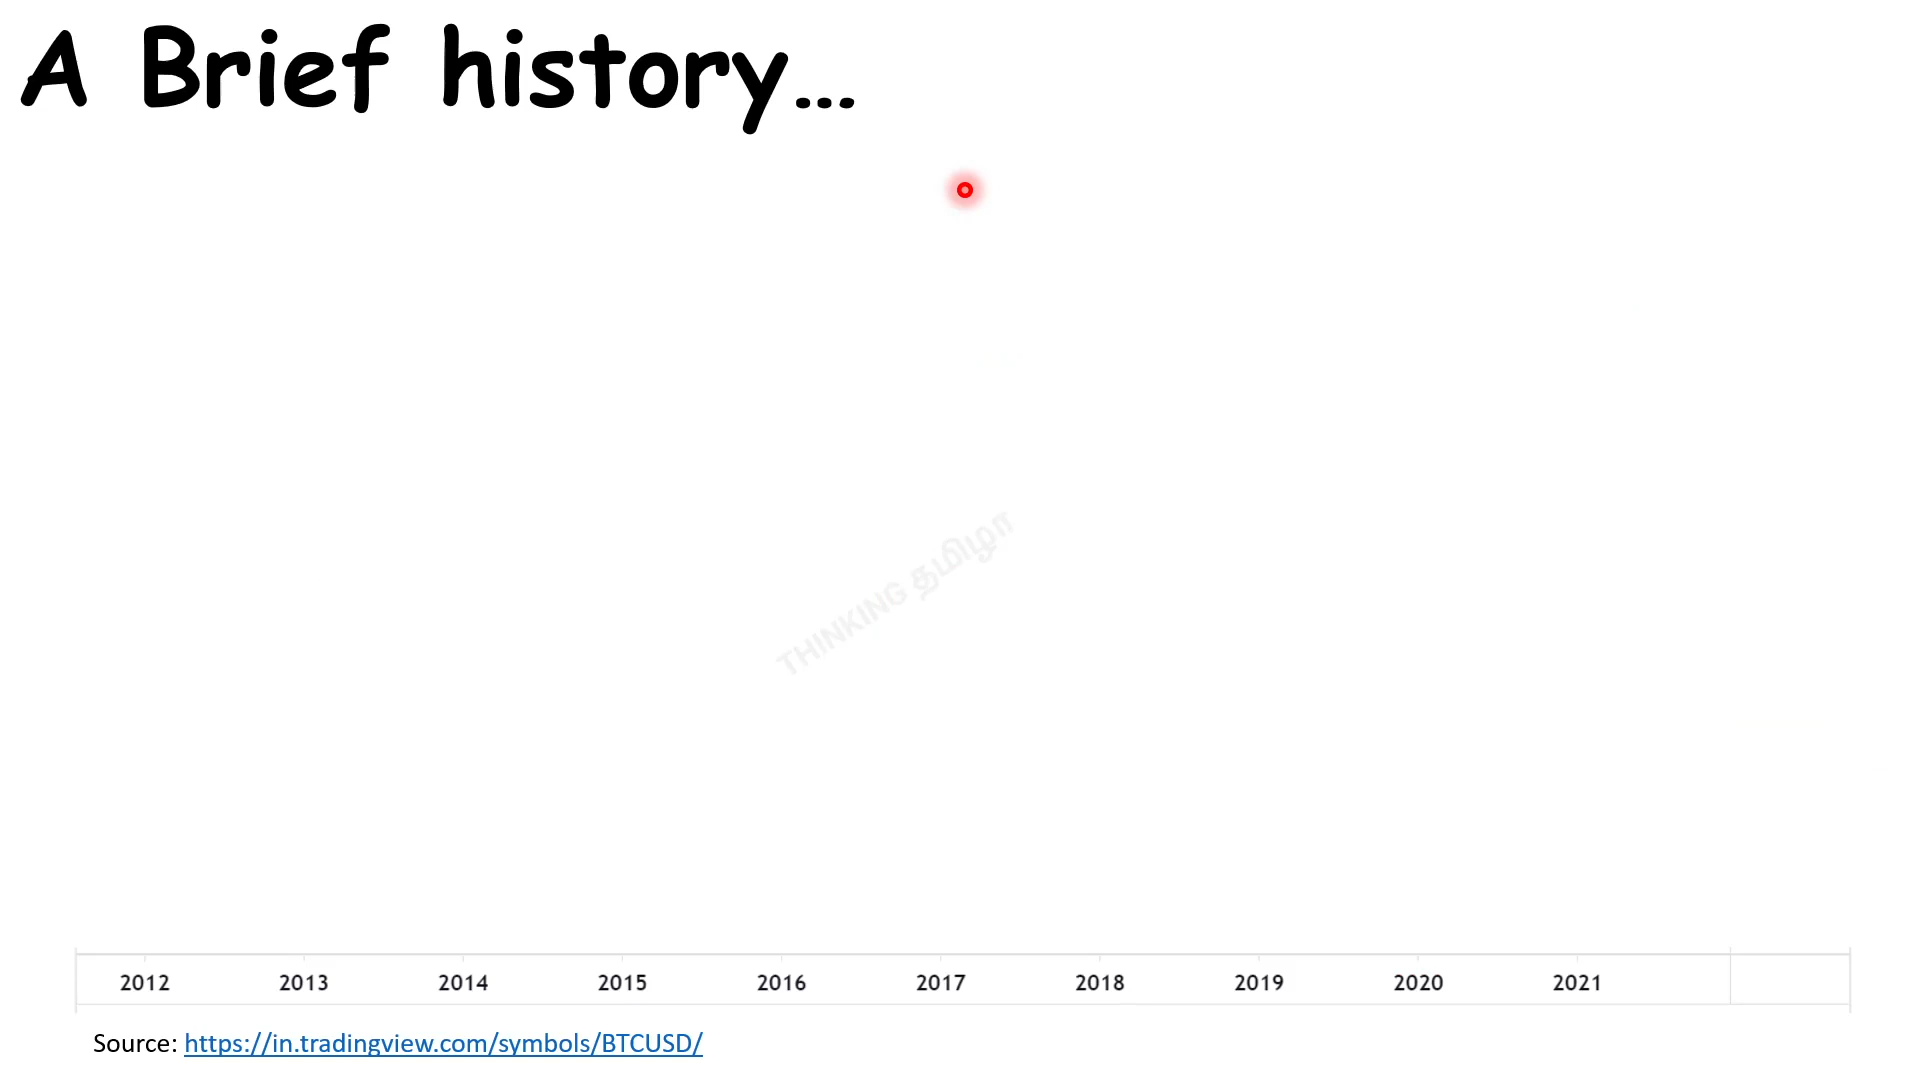 A Brief history...
THINKING தமிழா
2012 2013 2014 2015 2016 2017 2018 2019 2020 2021
Source: https://in.tradingview.com/symbols/BTCUSD/